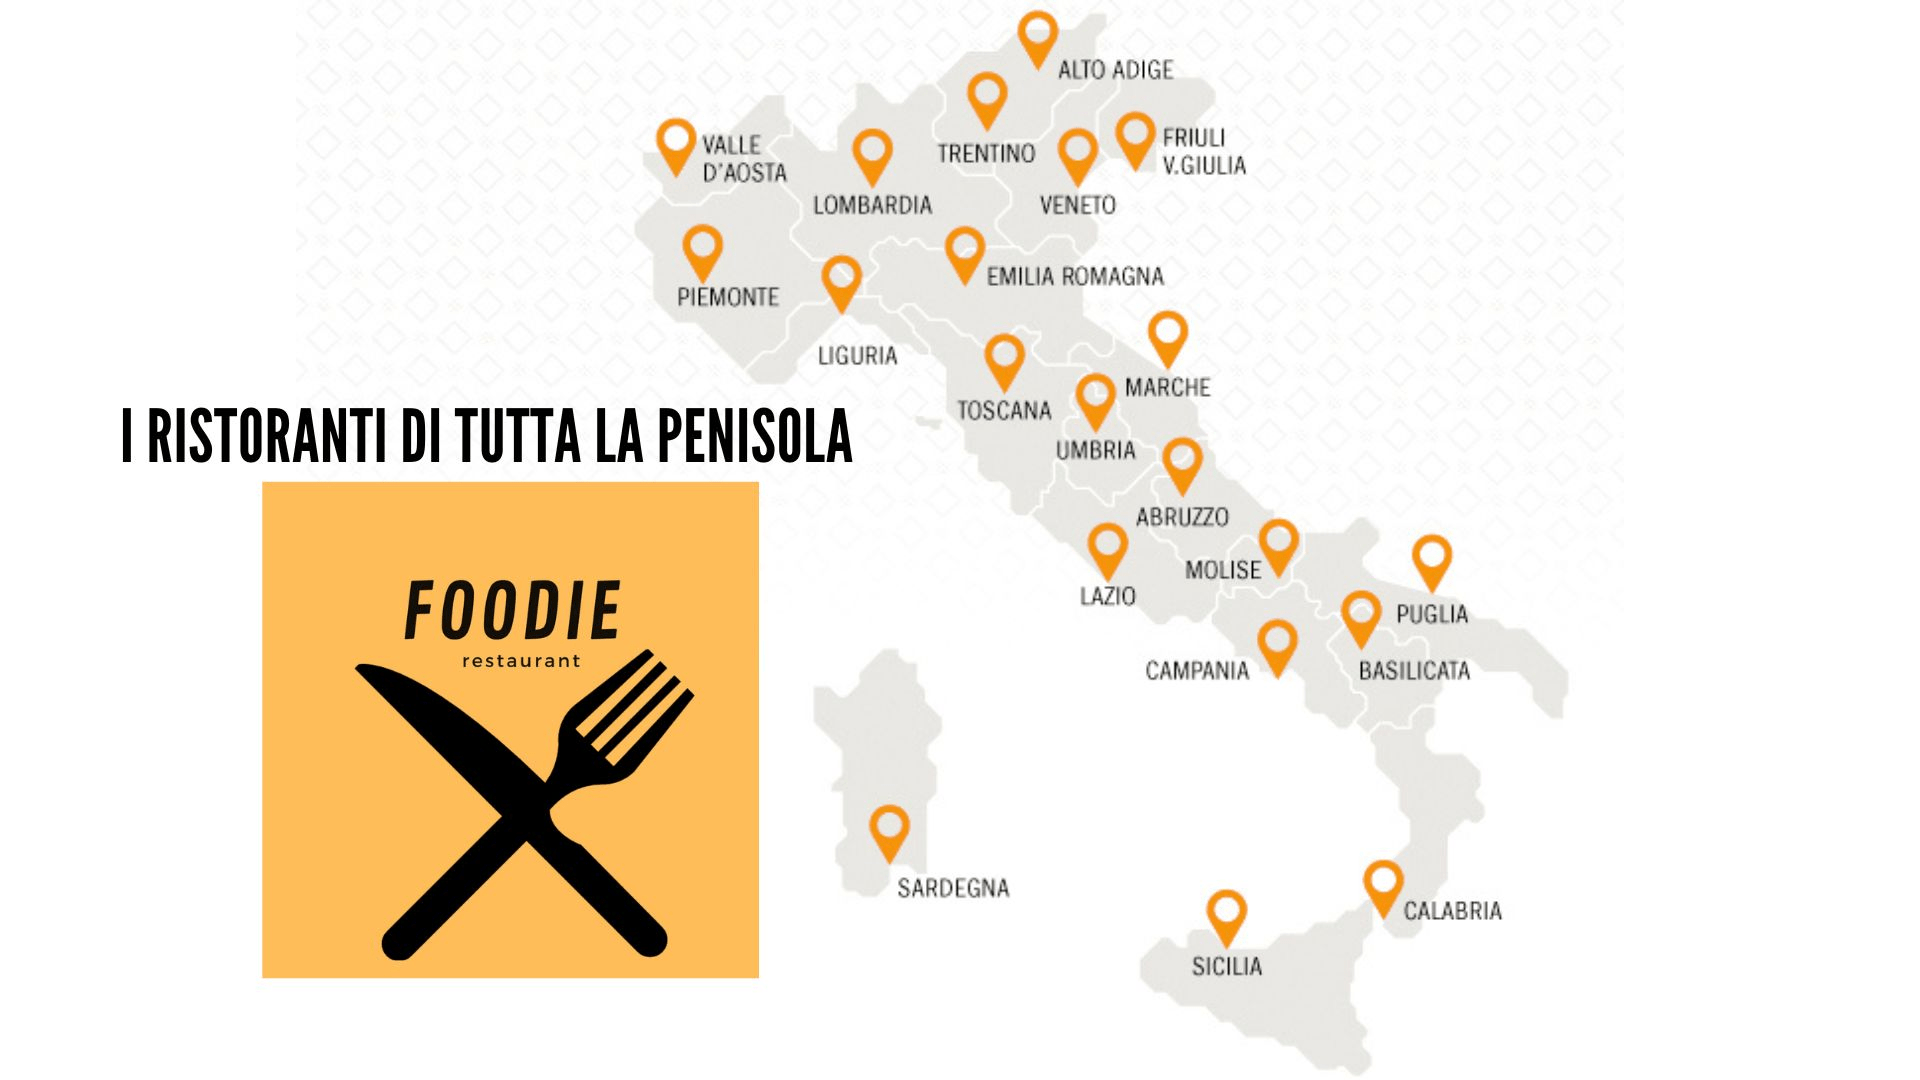 ALTO ADIGE
VALLE
D'AOSTA
TRENTINO
FRIULI
V.GIULIA
LOMBARDIA
VENETO
PIEMONTE
EMILIA ROMAGNA
LIGURIA
MARCHE
TOSCANA
UMBRIA
I RISTORANTI DI TUTTA LA PENISOLA
ABRUZZO
MOLISE
LAZIO
PUGLIA
CAMPANIA
BASILICATA
FOODIE
restaurant
SARDEGNA
CALABRIA
SICILIA